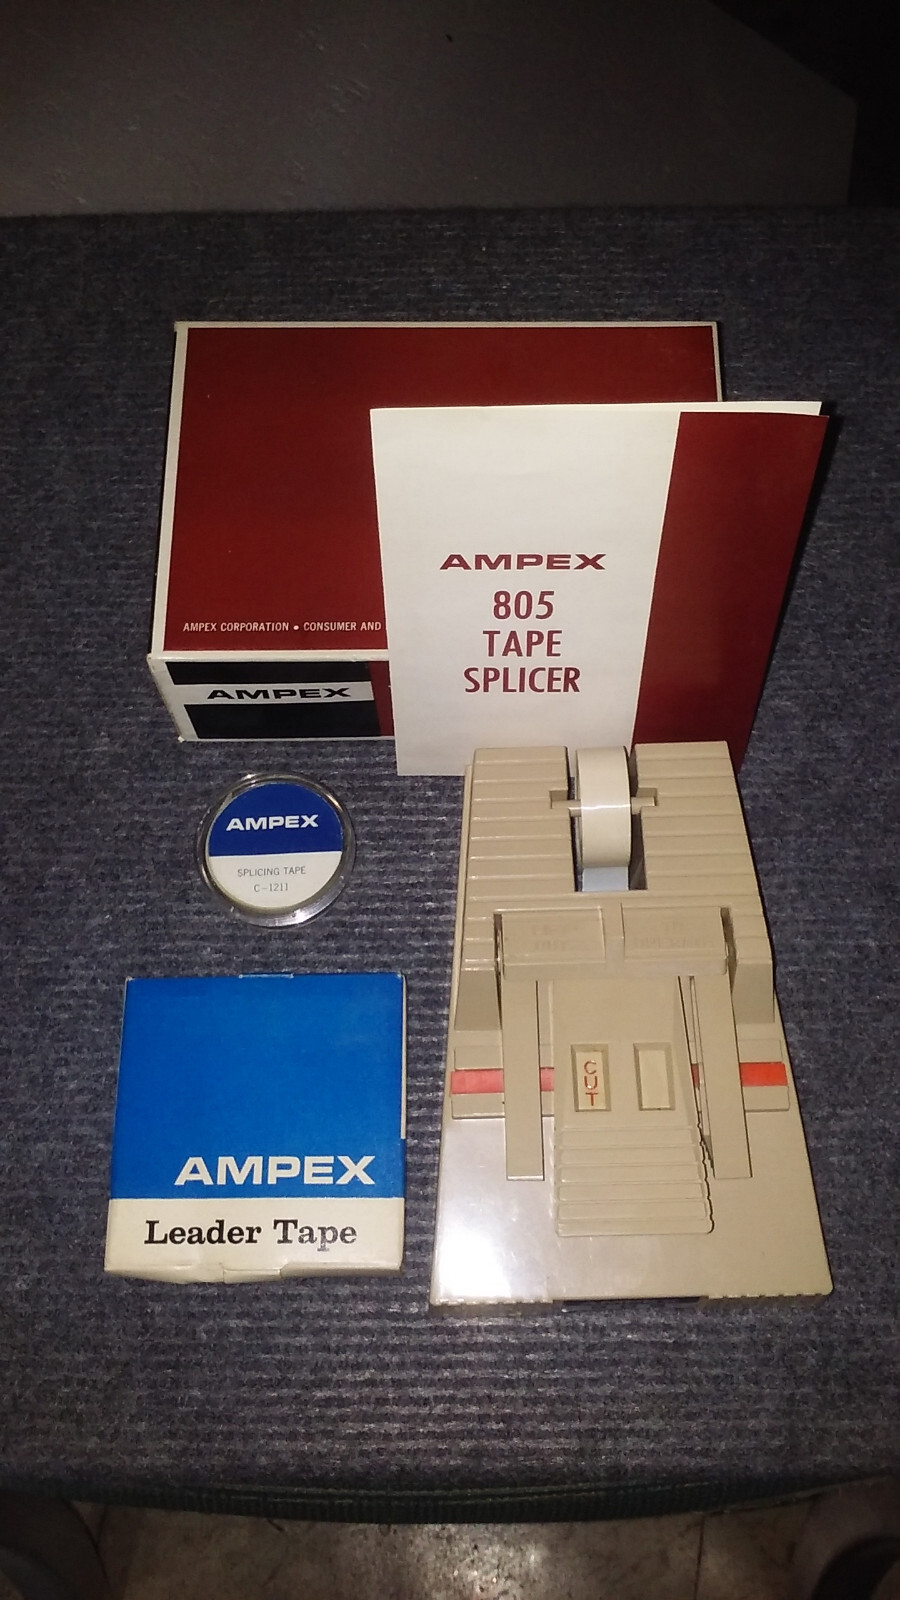 AMPEX
805
TAPE
SPLICER
AMPEX CORPORATION • CONSUMER AND
AMPEX
AMPEX
SPLICING TAPE
C-1211
AMPEX
Leader Tape
CUT